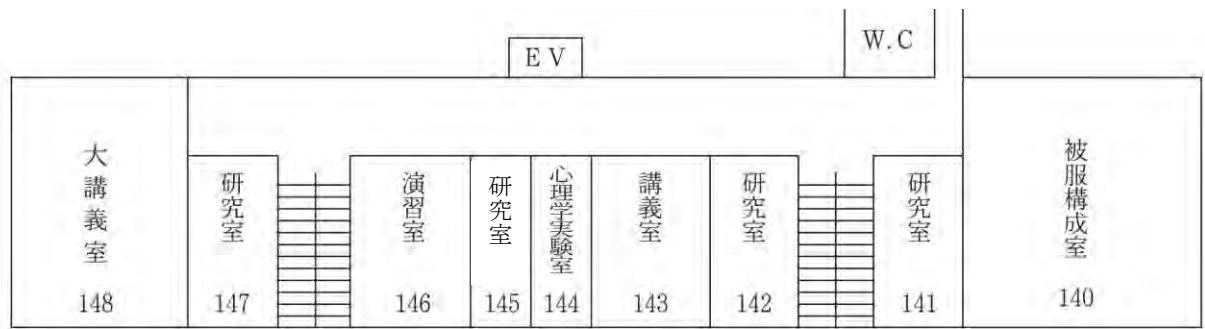 EV
W.C
大講義室
148
研究室
147
演習室
146
研究室
145
心理学実験室
144
講義室
143
研究室
142
研究室
141
被服構成室
140